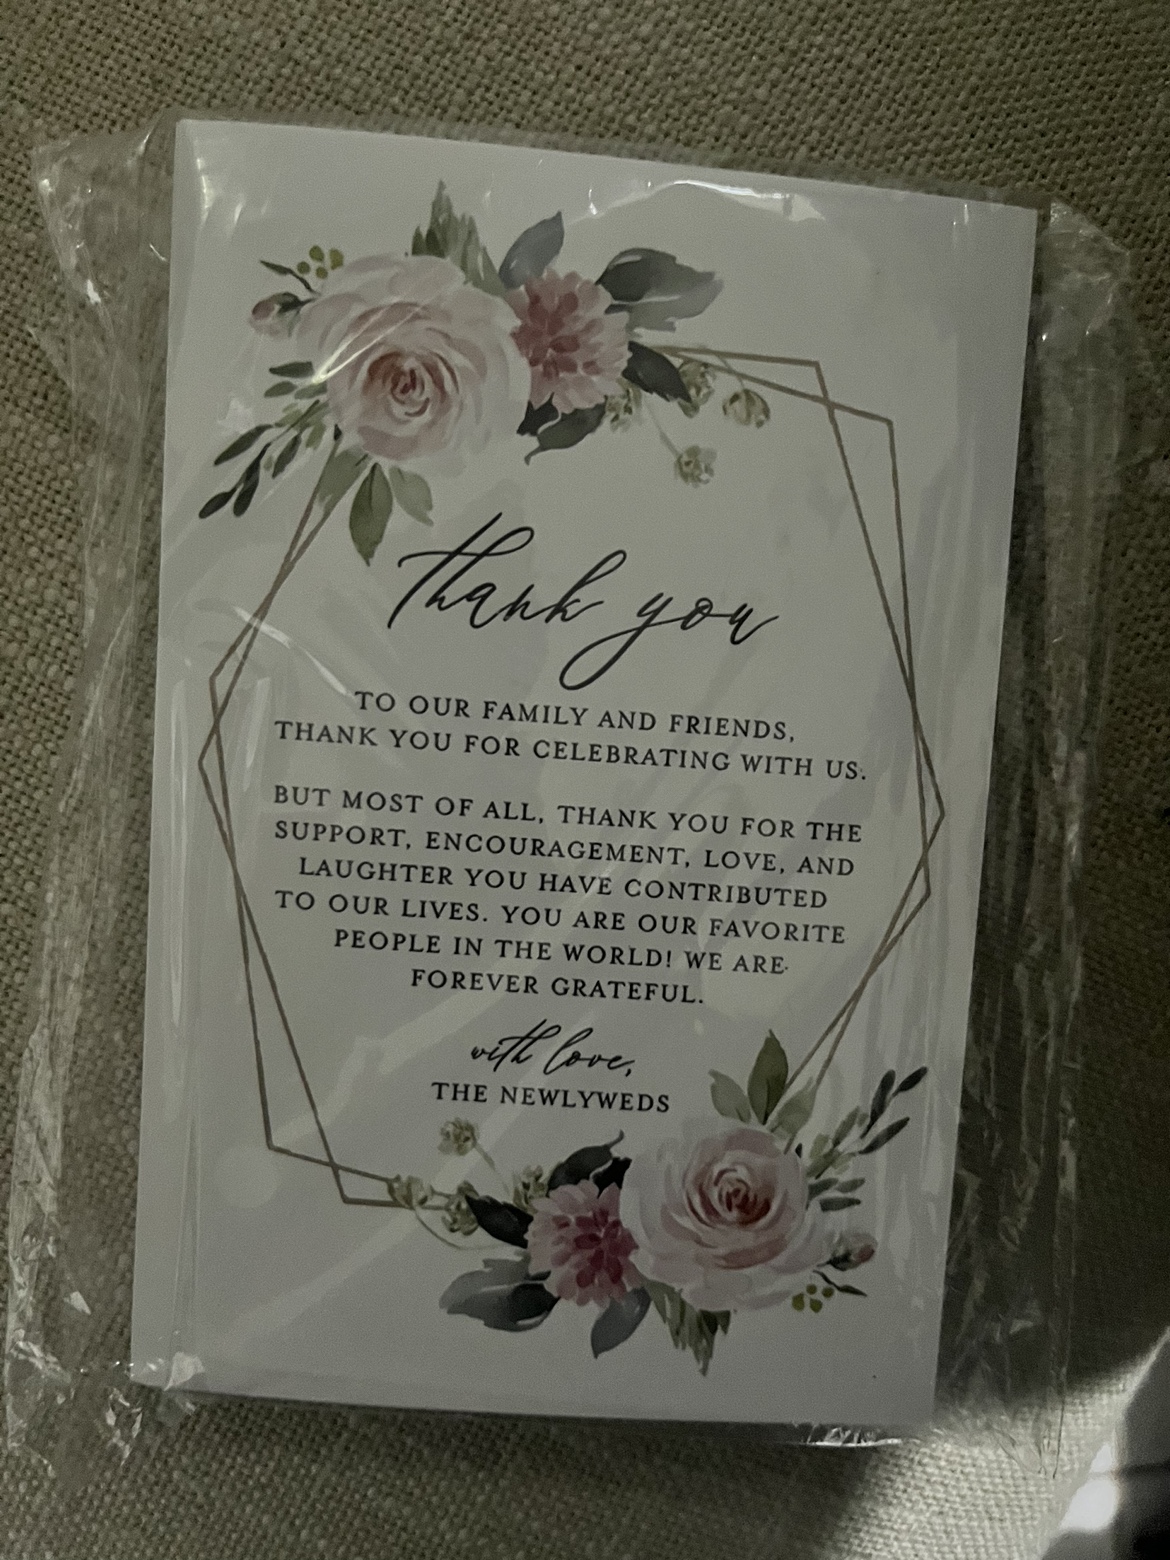 thank you
TO OUR FAMILY AND FRIENDS,
THANK YOU FOR CELEBRATING WITH US.
BUT MOST OF ALL, THANK YOU FOR THE
SUPPORT, ENCOURAGEMENT, LOVE, AND
LAUGHTER YOU HAVE CONTRIBUTED
TO OUR LIVES. YOU ARE OUR FAVORITE
PEOPLE IN THE WORLD! WE ARE
FOREVER GRATEFUL.
with love,
THE NEWLYWEDS